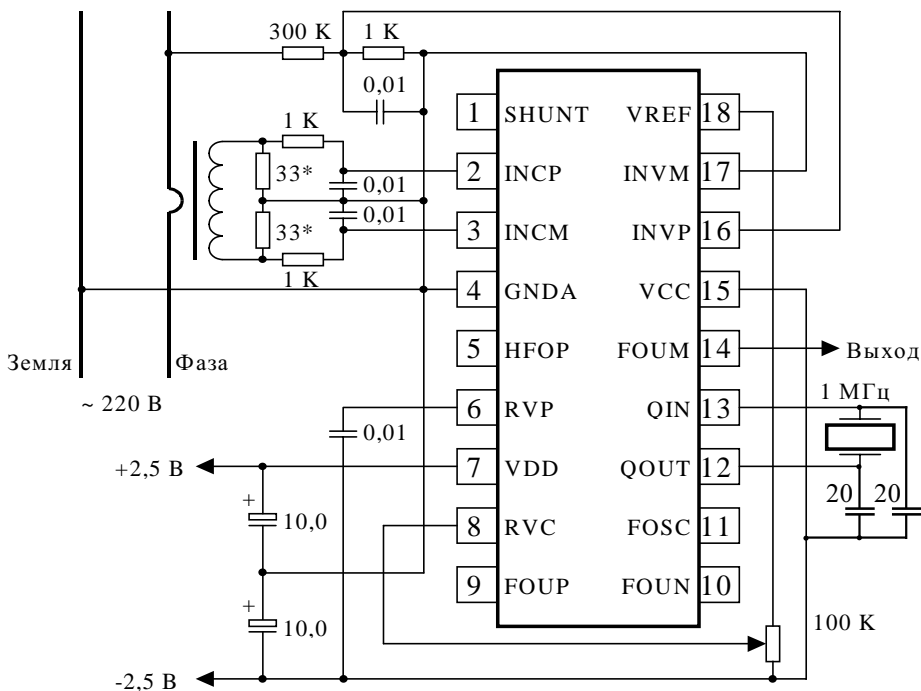 300 K
1 K
0,01
1 K
33*
0,01
0,01
33*
1 K
Земля
Фаза
~ 220 В
0,01
+2,5 В
+
10,0
+
10,0
-2,5 В
1 SHUNT
2 INCP
3 INCM
4 GNDA
5 HFOP
6 RVP
7 VDD
8 RVC
9 FOUP
VREF 18
INVM 17
INVP 16
VCC 15
FOUM 14
QIN 13
QOUT 12
FOSC 11
FOUN 10
Выход
1 МГц
20
20
100 K